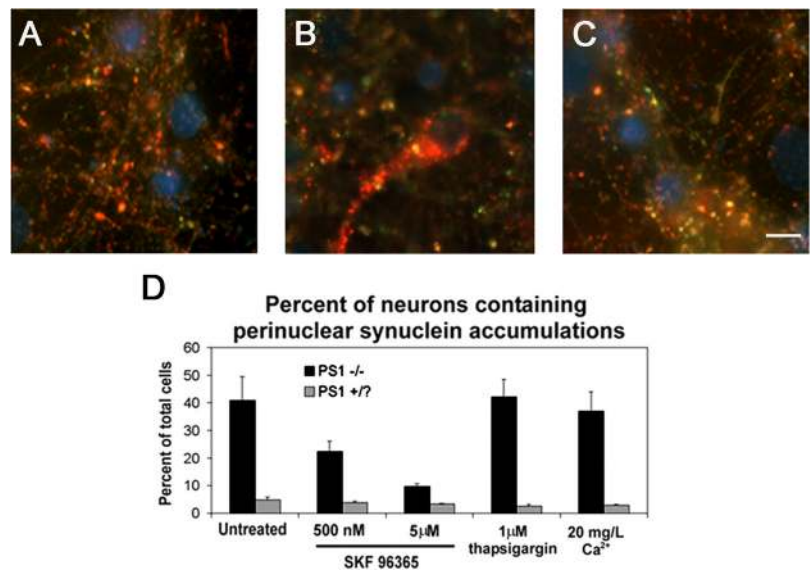 A
B
C
D
Percent of neurons containing
perinuclear synuclein accumulations
Percent of total cells
60
50
40
30
20
10
0
PS1 -/-
PS1 +/?
Untreated
500 nM
5µM
1µM
thapsigargin
20 mg/L
Ca²⁺
SKF 96365